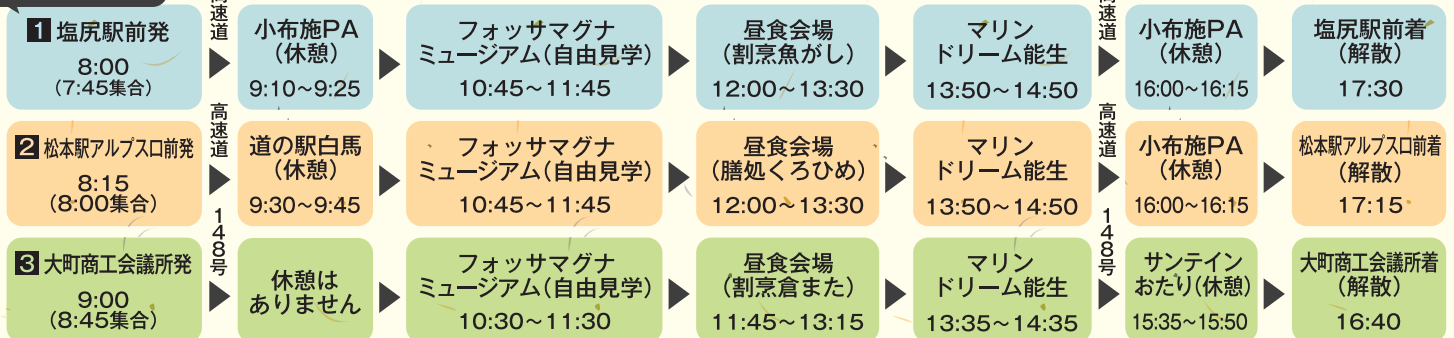 1 塩尻駅前発
8:00
(7:45集合)
高速道
小布施PA
(休憩)
9:10～9:25
フォッサマグナ
ミュージアム(自由見学)
10:45～11:45
昼食会場
(割烹魚がし)
12:00～13:30
マリン
ドリーム能生
13:50～14:50
高速道
小布施PA
(休憩)
16:00～16:15
塩尻駅前着
(解散)
17:30
2 松本駅アルプス口前発
8:15
(8:00集合)
高速道
道の駅白馬
(休憩)
9:30～9:45
フォッサマグナ
ミュージアム(自由見学)
10:45～11:45
昼食会場
(膳処くろひめ)
12:00～13:30
マリン
ドリーム能生
13:50～14:50
高速道
小布施PA
(休憩)
16:00～16:15
松本駅アルプス口前着
(解散)
17:15
3 大町商工会議所発
9:00
(8:45集合)
148号
休憩は
ありません
フォッサマグナ
ミュージアム(自由見学)
10:30～11:30
昼食会場
(割烹倉また)
11:45～13:15
マリン
ドリーム能生
13:35～14:35
148号
サンテイン
おたり(休憩)
15:35～15:50
大町商工会議所着
(解散)
16:40